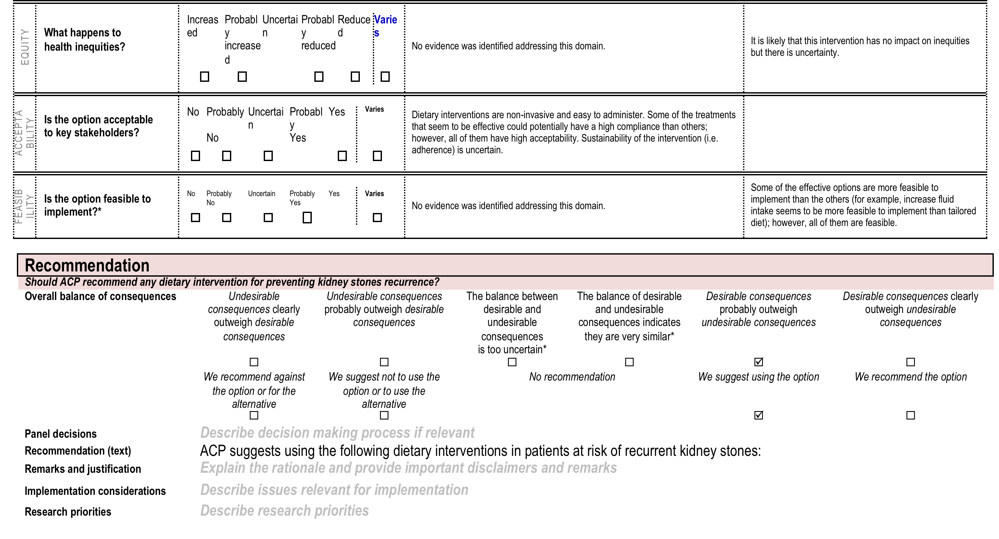 EQUITY
What happens to
health inequities?
Increas
ed
Probabl
y
increase
d
Uncertai
n
Probabl
y
reduced
Reduce
d
Varie
s
☐ ☐ ☐ ☐ ☐
No evidence was identified addressing this domain.
It is likely that this intervention has no impact on inequities
but there is uncertainty.
ACCEPTA
BILITY
Is the option acceptable
to key stakeholders?
No
Probably
No
Uncertai
n
Probabl
y
Yes
Yes
Varies
☐ ☐ ☐ ☐ ☐
Dietary interventions are non-invasive and easy to administer. Some of the treatments
that seem to be effective could potentially have a high compliance than others;
however, all of them have high acceptability. Sustainability of the intervention (i.e.
adherence) is uncertain.
FEASIB
ILITY
Is the option feasible to
implement?*
No
Probably
No
Uncertain
Probably
Yes
Yes
Varies
☐ ☐ ☐ ☐ ☐
No evidence was identified addressing this domain.
Some of the effective options are more feasible to
implement than the others (for example, increase fluid
intake seems to be more feasible to implement than tailored
diet); however, all of them are feasible.
Recommendation
Should ACP recommend any dietary intervention for preventing kidney stones recurrence?
Overall balance of consequences
Undesirable
consequences clearly
outweigh desirable
consequences
Undesirable consequences
probably outweigh desirable
consequences
The balance between
desirable and
undesirable
consequences
is too uncertain*
The balance of desirable
and undesirable
consequences indicates
they are very similar*
Desirable consequences
probably outweigh
undesirable consequences
Desirable consequences clearly
outweigh undesirable
consequences
☐ ☐ ☐ ☐ ☑ ☐
We recommend against
the option or for the
alternative
We suggest not to use the
option or to use the
alternative
No recommendation
We suggest using the option
We recommend the option
☐ ☐ ☑ ☐
Panel decisions
Describe decision making process if relevant
Recommendation (text)
ACP suggests using the following dietary interventions in patients at risk of recurrent kidney stones:
Remarks and justification
Explain the rationale and provide important disclaimers and remarks
Implementation considerations
Describe issues relevant for implementation
Research priorities
Describe research priorities